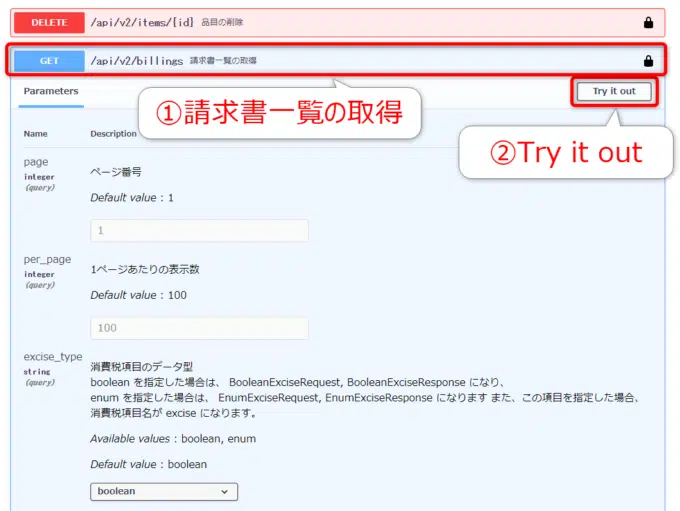 DELETE /api/v2/items/{id} 品目の削除
GET /api/v2/billings 請求書一覧の取得
Parameters
Try it out
①請求書一覧の取得
②Try it out
Name Description
page
integer
(query)
ページ番号
Default value : 1
1
per_page
integer
(query)
1ページあたりの表示数
Default value : 100
100
excise_type
string
(query)
消費税項目のデータ型
boolean を指定した場合は、 BooleanExciseRequest, BooleanExciseResponse になり、
enum を指定した場合は、 EnumExciseRequest, EnumExciseResponse になります また、この項目を指定した場合、
消費税項目名が excise になります。
Available values : boolean, enum
Default value : boolean
boolean